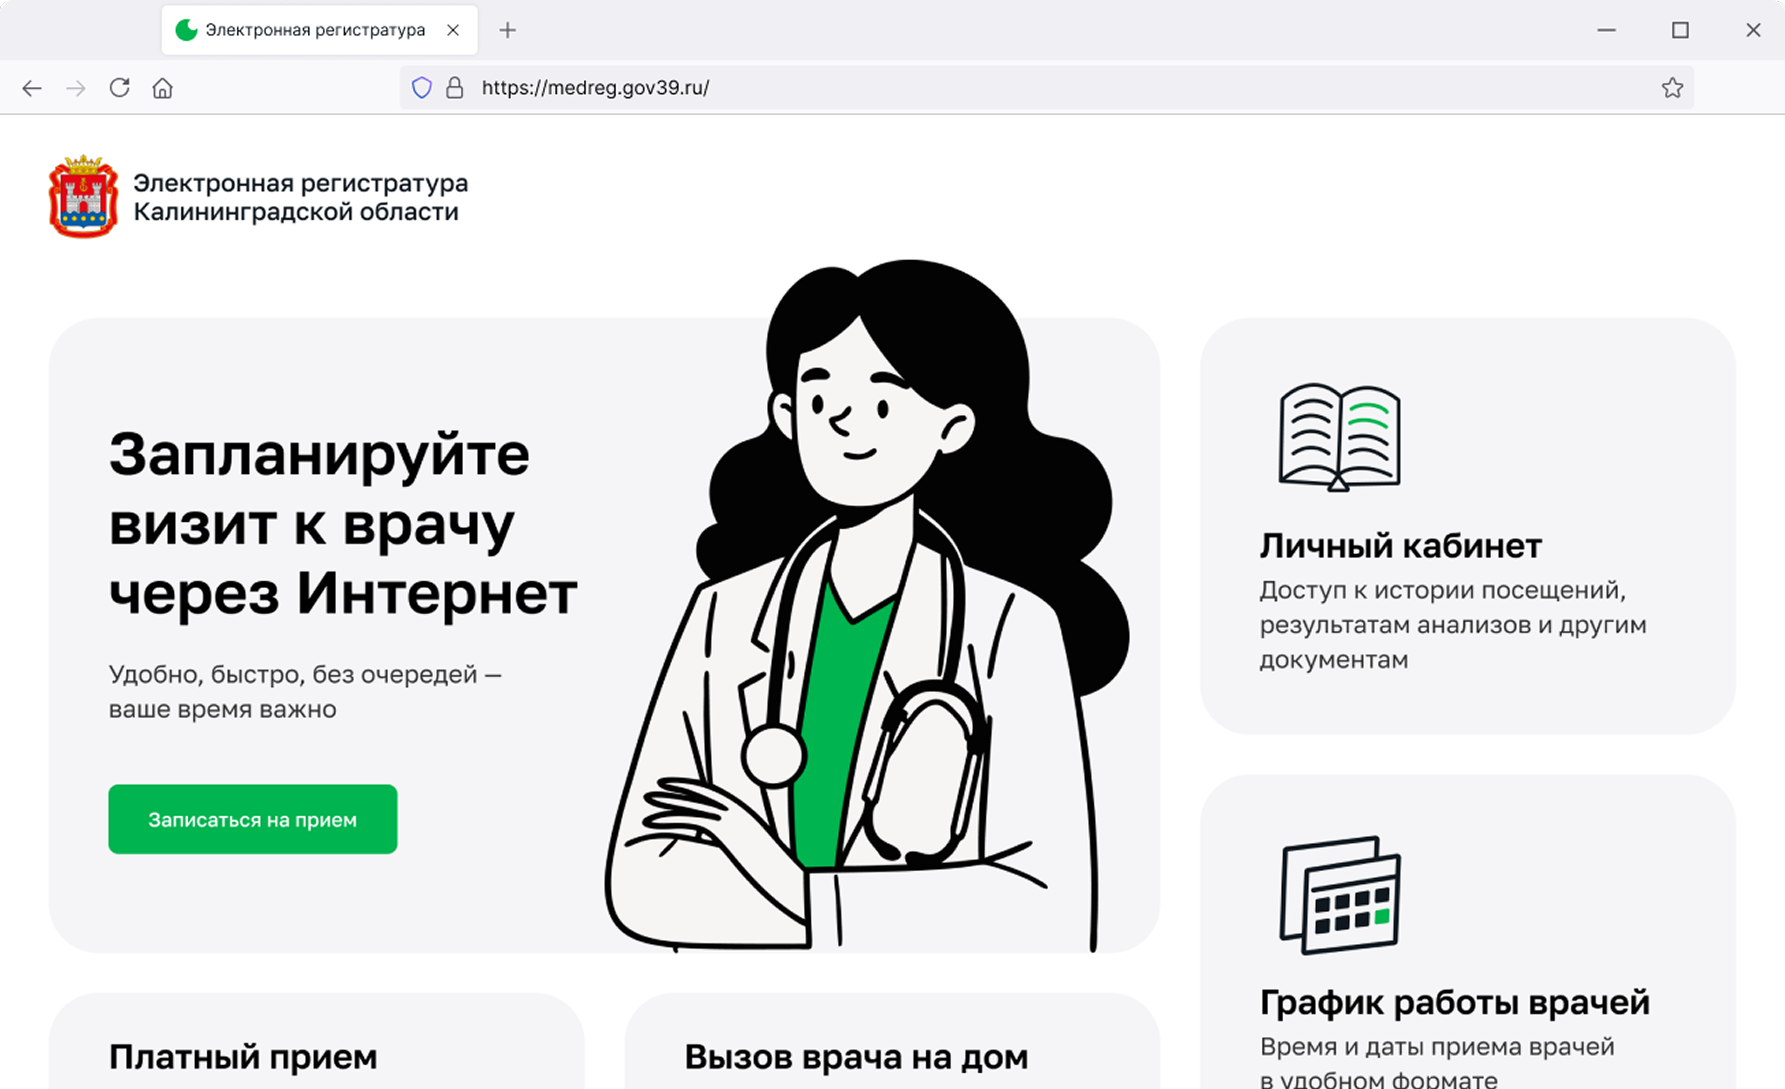 Электронная регистратура
https://medreg.gov39.ru/
Электронная регистратура
Калининградской области
Запланируйте
визит к врачу
через Интернет
Удобно, быстро, без очередей —
ваше время важно
Записаться на прием
Личный кабинет
Доступ к истории посещений,
результатам анализов и другим
документам
График работы врачей
Время и даты приема врачей
в удобном формате
Платный прием
Вызов врача на дом